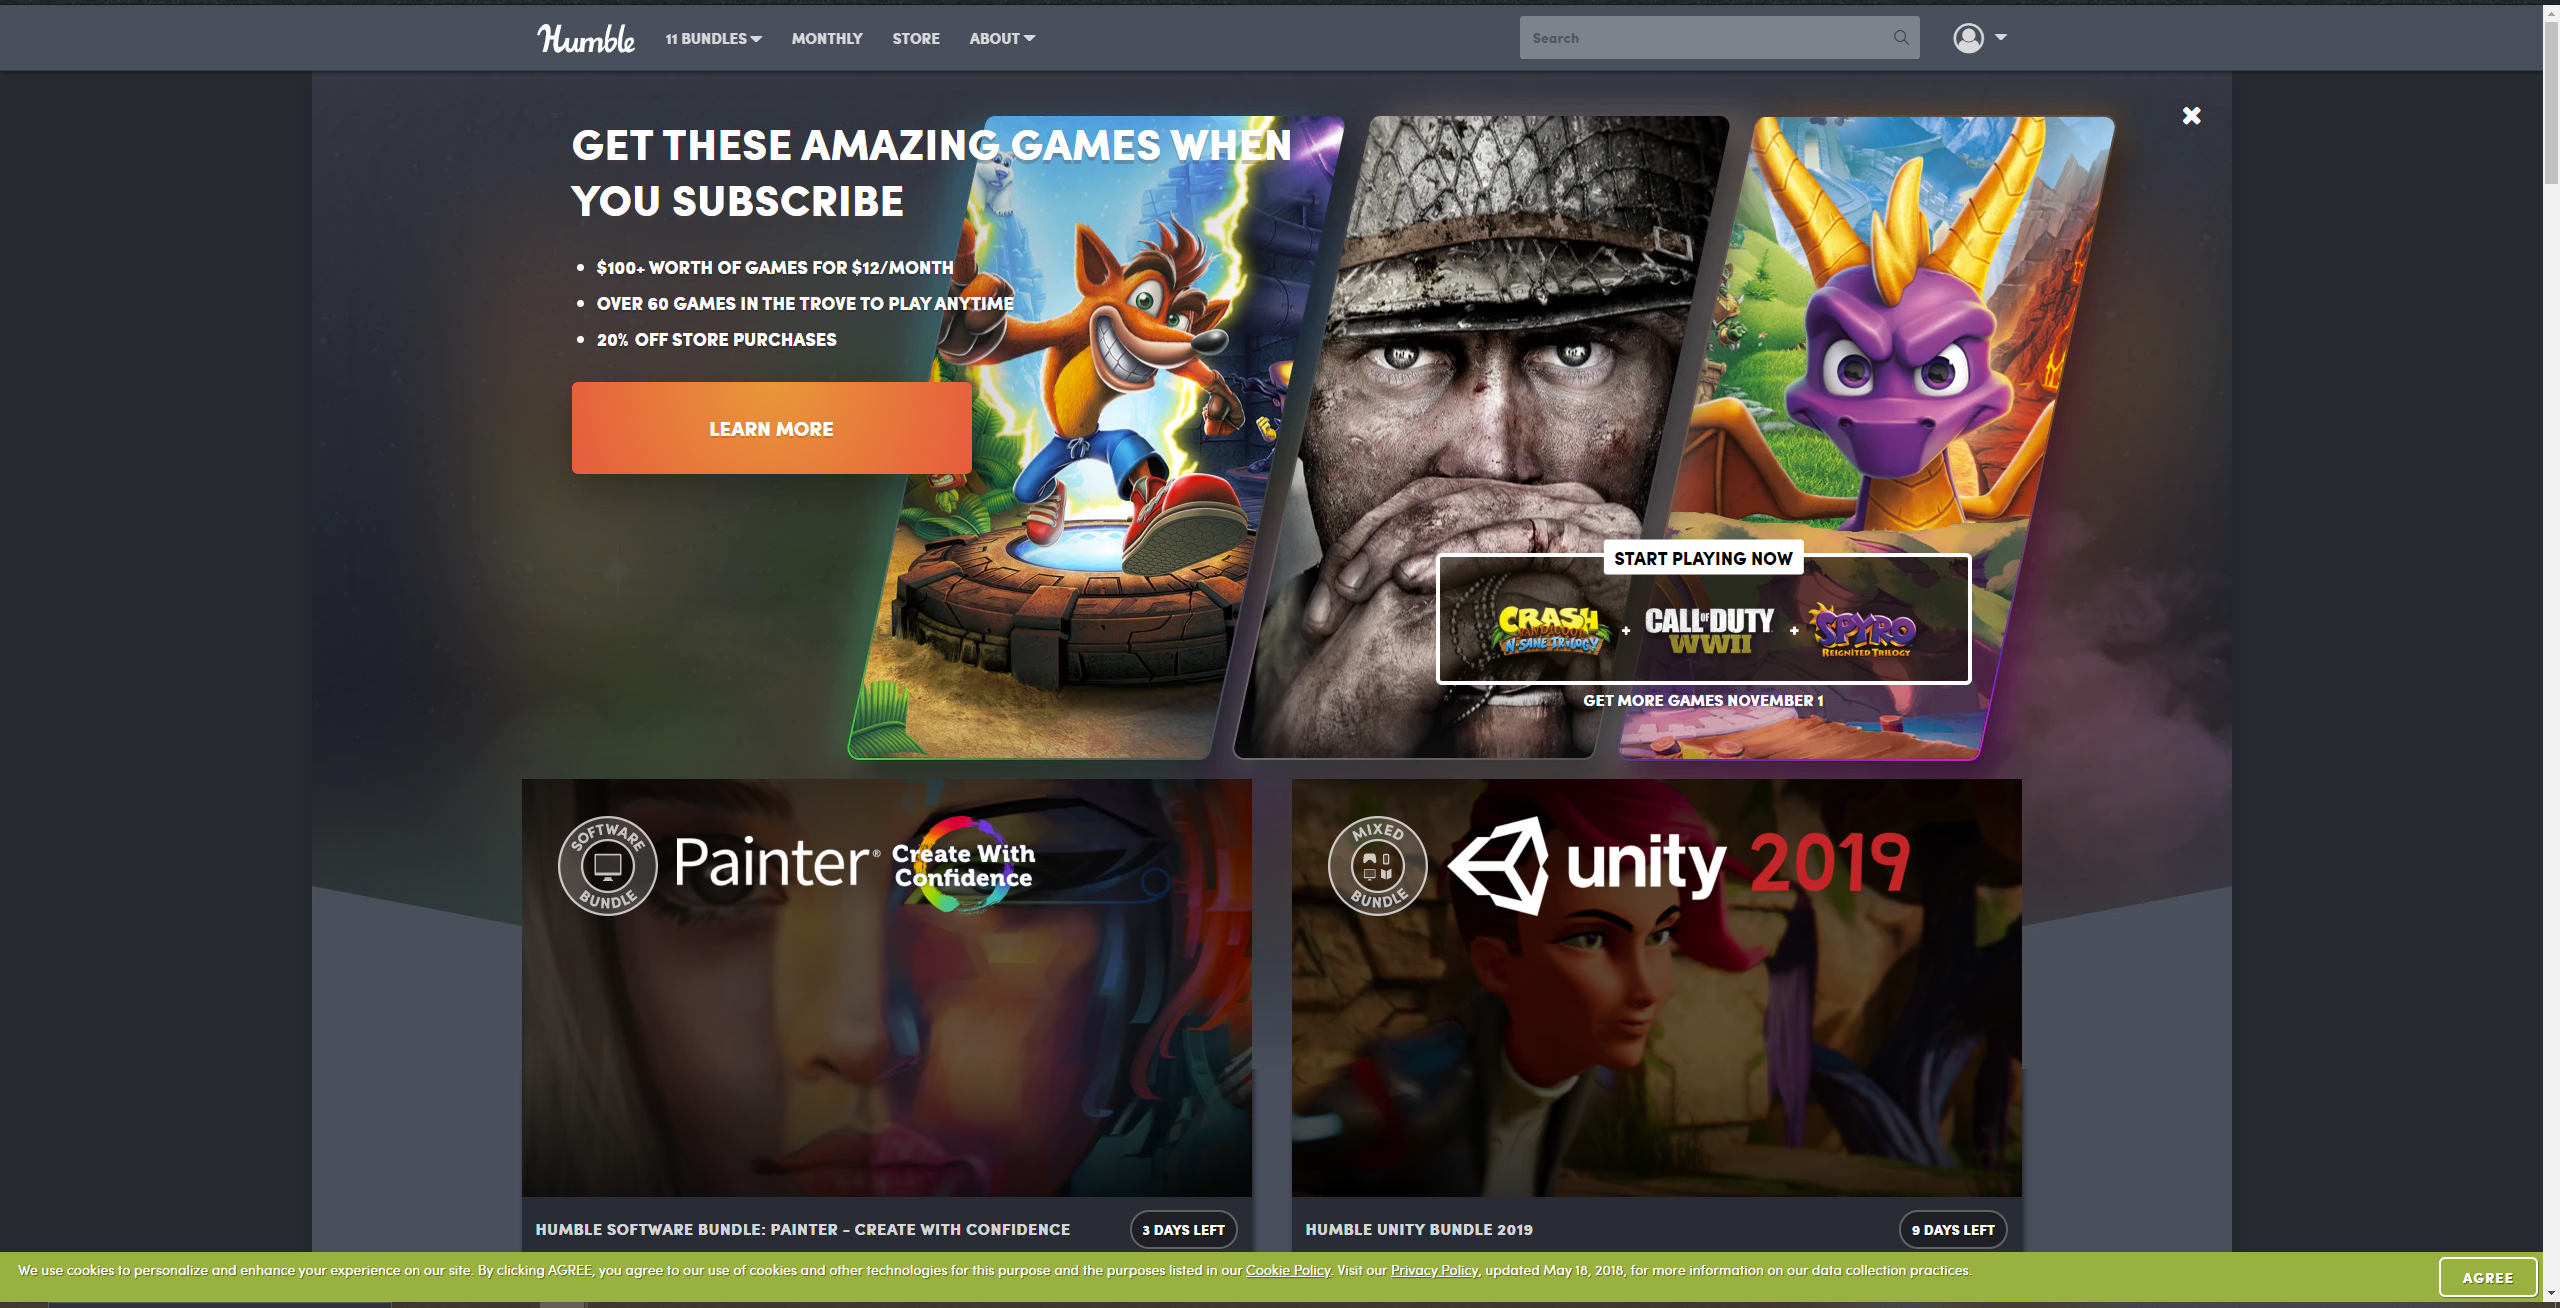 Humble
11 BUNDLES
MONTHLY
STORE
ABOUT
Search
GET THESE AMAZING GAMES WHEN
YOU SUBSCRIBE
$100+ WORTH OF GAMES FOR $12/MONTH
OVER 60 GAMES IN THE TROVE TO PLAY ANYTIME
20% OFF STORE PURCHASES
LEARN MORE
START PLAYING NOW
CRASH
BANDICOOT
N. SANE TRILOGY
+
CALL OF DUTY
WWII
+
SPYRO
REIGNITED TRILOGY
GET MORE GAMES NOVEMBER 1
SOFTWARE
BUNDLE
Painter®
Create With
Confidence
MIXED
BUNDLE
unity 2019
HUMBLE SOFTWARE BUNDLE: PAINTER - CREATE WITH CONFIDENCE
3 DAYS LEFT
HUMBLE UNITY BUNDLE 2019
9 DAYS LEFT
We use cookies to personalize and enhance your experience on our site. By clicking AGREE, you agree to our use of cookies and other technologies for this purpose and the purposes listed in our Cookie Policy. Visit our Privacy Policy, updated May 18, 2018, for more information on our data collection practices.
AGREE